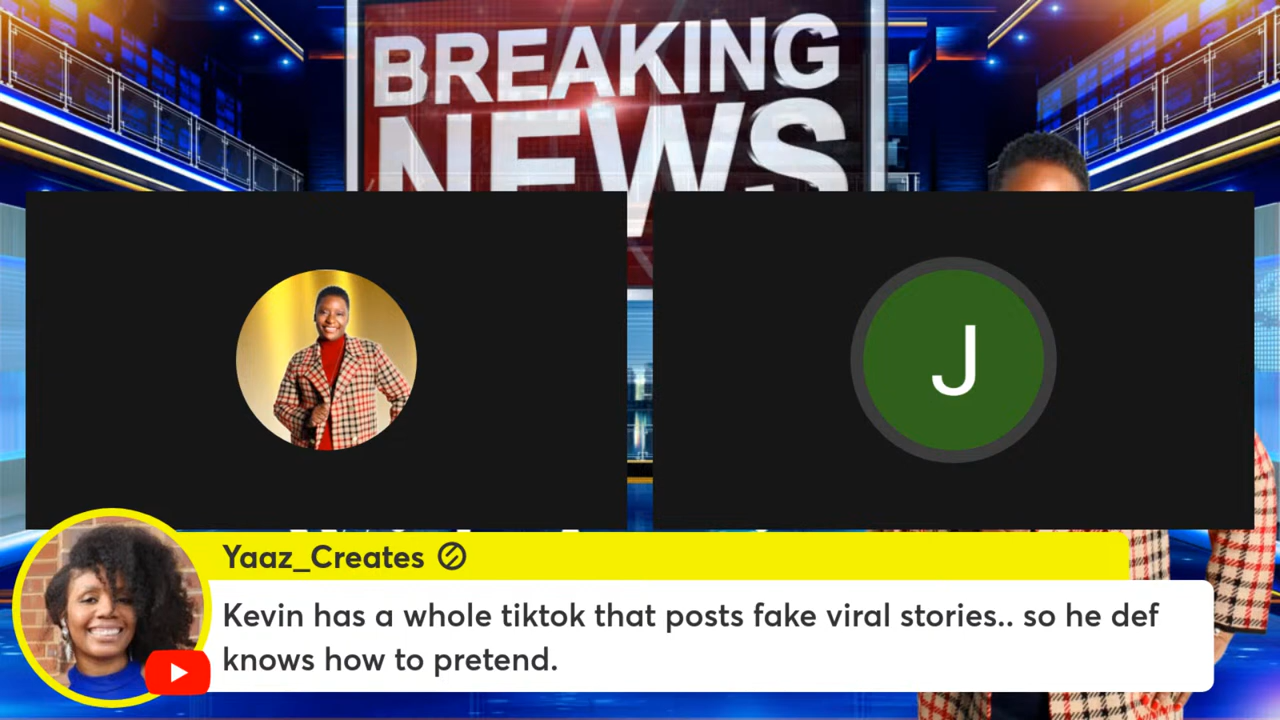 BREAKING
NEWS
J
Yaaz_Creates
Kevin has a whole tiktok that posts fake viral stories.. so he def
knows how to pretend.